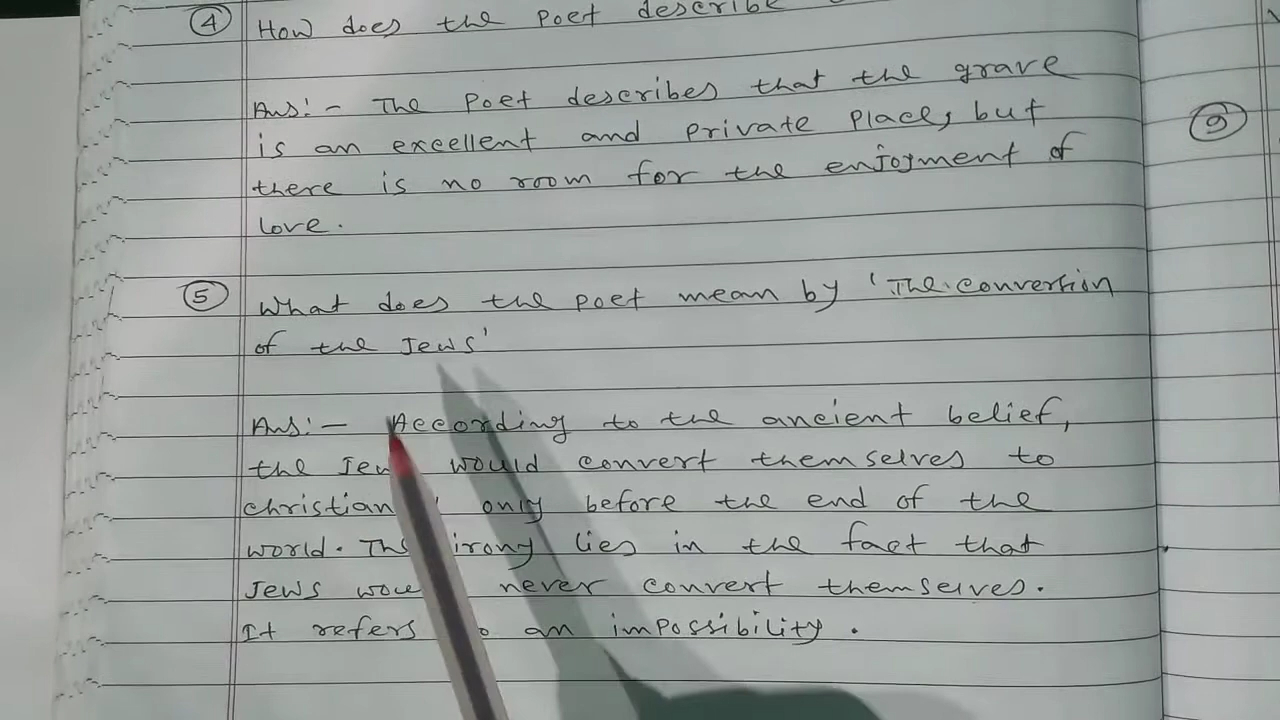 ④ How does the Poet describe
Ans:- The Poet describes that the grave
is an excellent and private place, but
there is no room for the enjoyment of
love.
⑤ What does the Poet mean by 'The conversion
of the Jews'
Ans:- According to the ancient belief,
the Jew would convert themselves to
christian only before the end of the
world. The irony lies in the fact that
Jews never convert themselves.
It refers an impossibility.
⑨